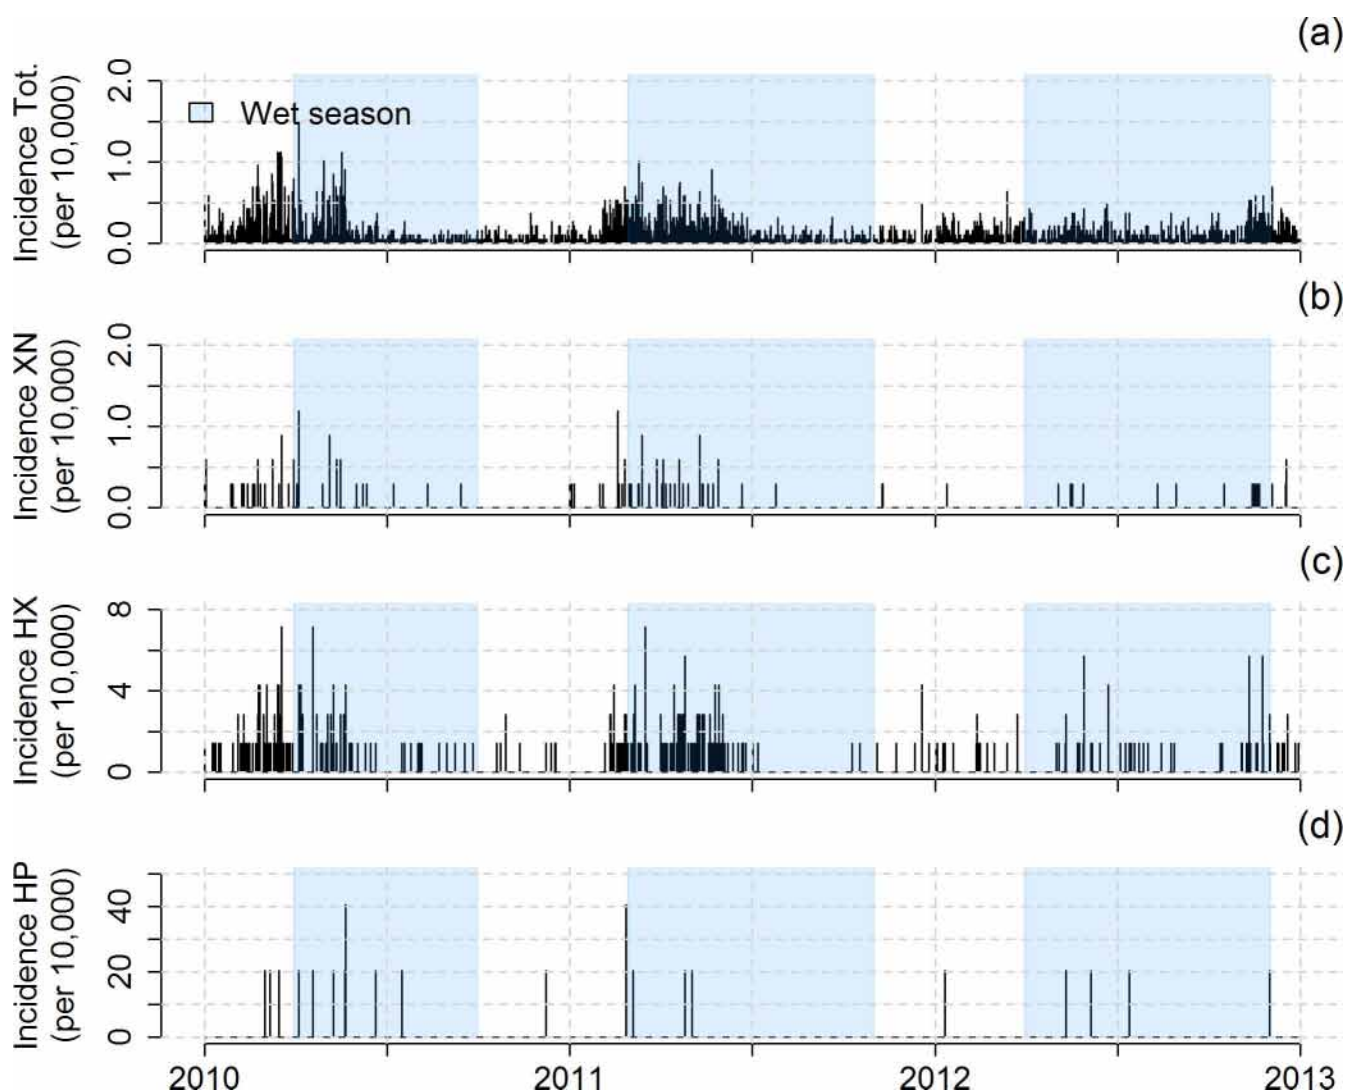 (a)
Incidence Tot.
(per 10,000)
2.0
1.0
0.0
Wet season
(b)
Incidence XN
(per 10,000)
2.0
1.0
0.0
(c)
Incidence HX
(per 10,000)
8
4
0
(d)
Incidence HP
(per 10,000)
40
20
0
2010 2011 2012 2013